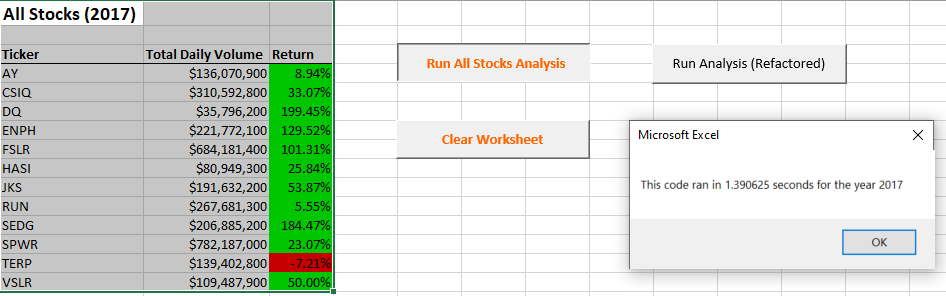 All Stocks (2017)
Ticker Total Daily Volume Return
AY $136,070,900 8.94%
CSIQ $310,592,800 33.07%
DQ $35,796,200 199.45%
ENPH $221,772,100 129.52%
FSLR $684,181,400 101.31%
HASI $80,949,300 25.84%
JKS $191,632,200 53.87%
RUN $267,681,300 5.55%
SEDG $206,885,200 184.47%
SPWR $782,187,000 23.07%
TERP $139,402,800 -7.21%
VSLR $109,487,900 50.00%
Run All Stocks Analysis
Run Analysis (Refactored)
Clear Worksheet
Microsoft Excel
This code ran in 1.390625 seconds for the year 2017
OK